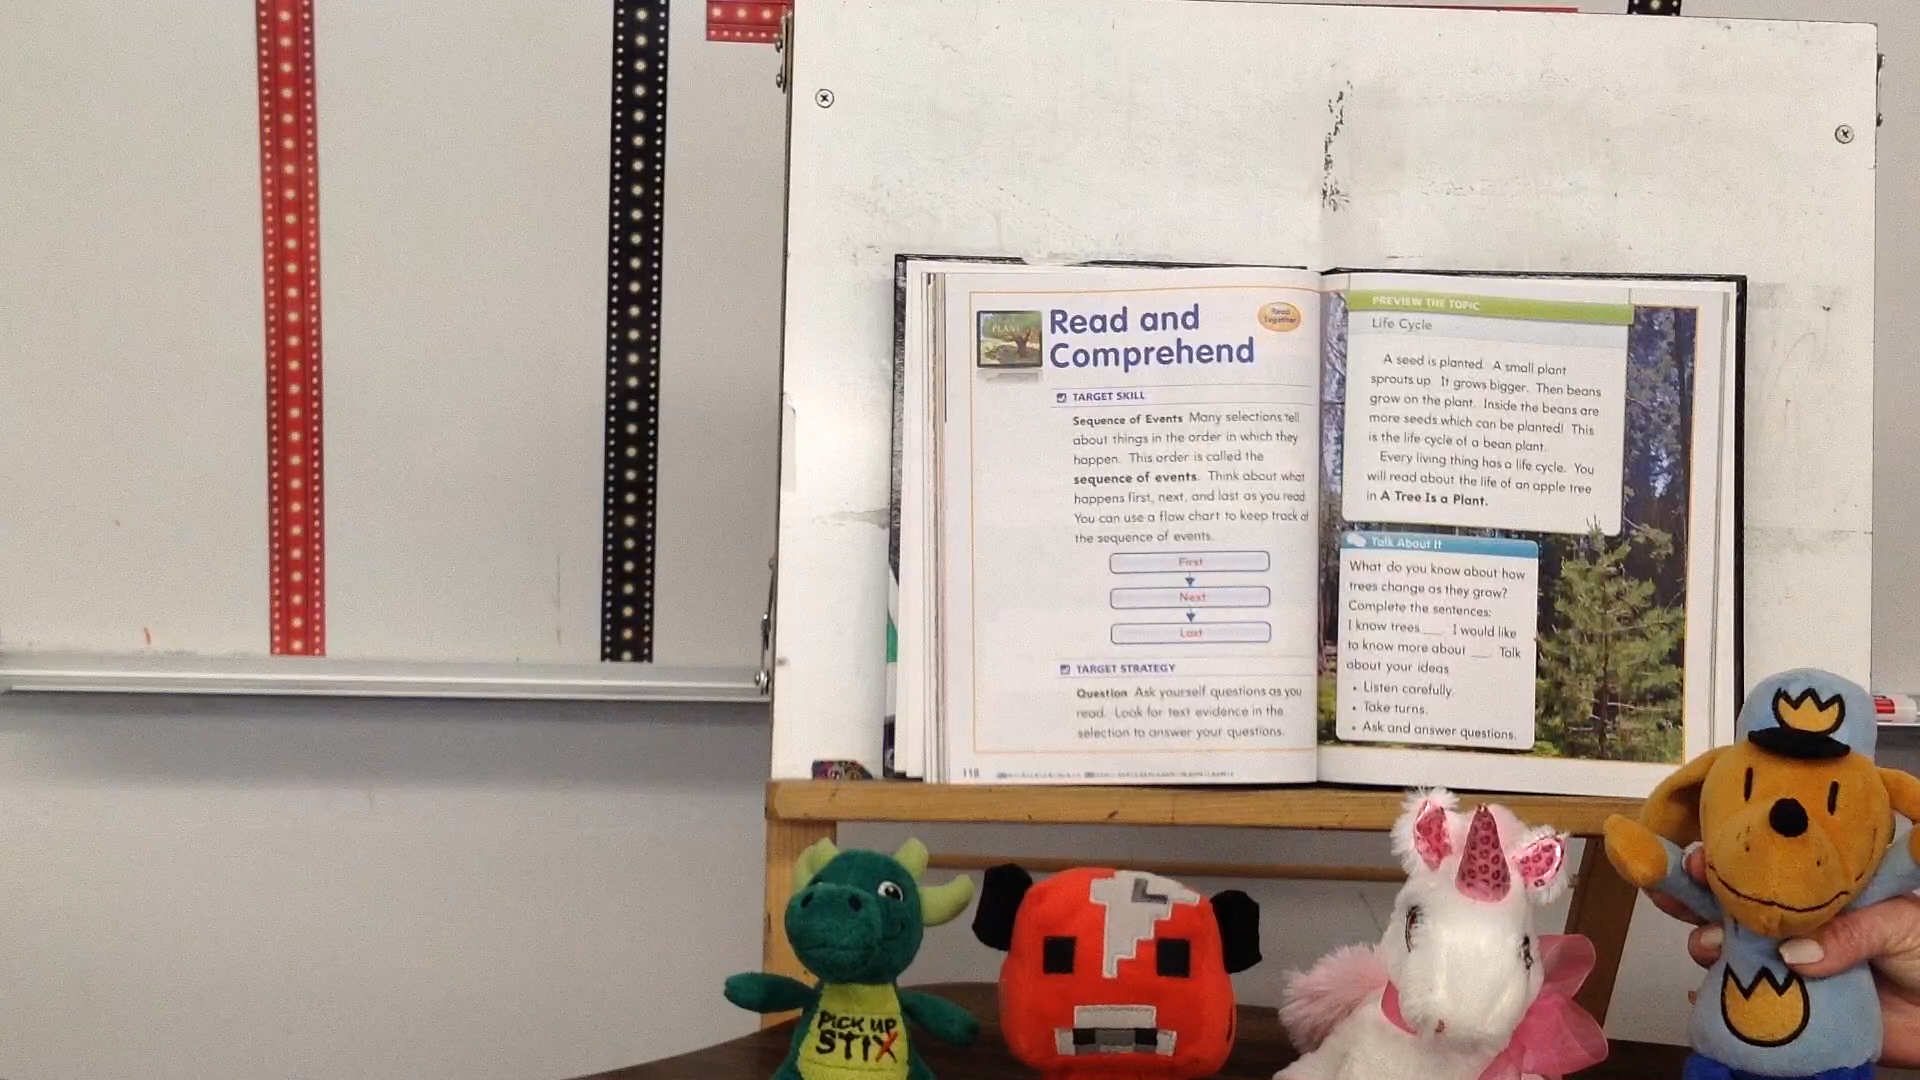 PLANT
Read and
Comprehend
Read
Together
TARGET SKILL
Sequence of Events Many selections tell
about things in the order in which they
happen. This order is called the
sequence of events. Think about what
happens first, next, and last as you read.
You can use a flow chart to keep track of
the sequence of events.
First
Next
Last
TARGET STRATEGY
Question Ask yourself questions as you
read. Look for text evidence in the
selection to answer your questions.
118
PREVIEW THE TOPIC
Life Cycle
A seed is planted. A small plant
sprouts up. It grows bigger. Then beans
grow on the plant. Inside the beans are
more seeds which can be planted! This
is the life cycle of a bean plant.
Every living thing has a life cycle. You
will read about the life of an apple tree
in A Tree Is a Plant.
Talk About It
What do you know about how
trees change as they grow?
Complete the sentences:
I know trees ___. I would like
to know more about ___. Talk
about your ideas
• Listen carefully.
• Take turns.
• Ask and answer questions.
PICK UP
STIX